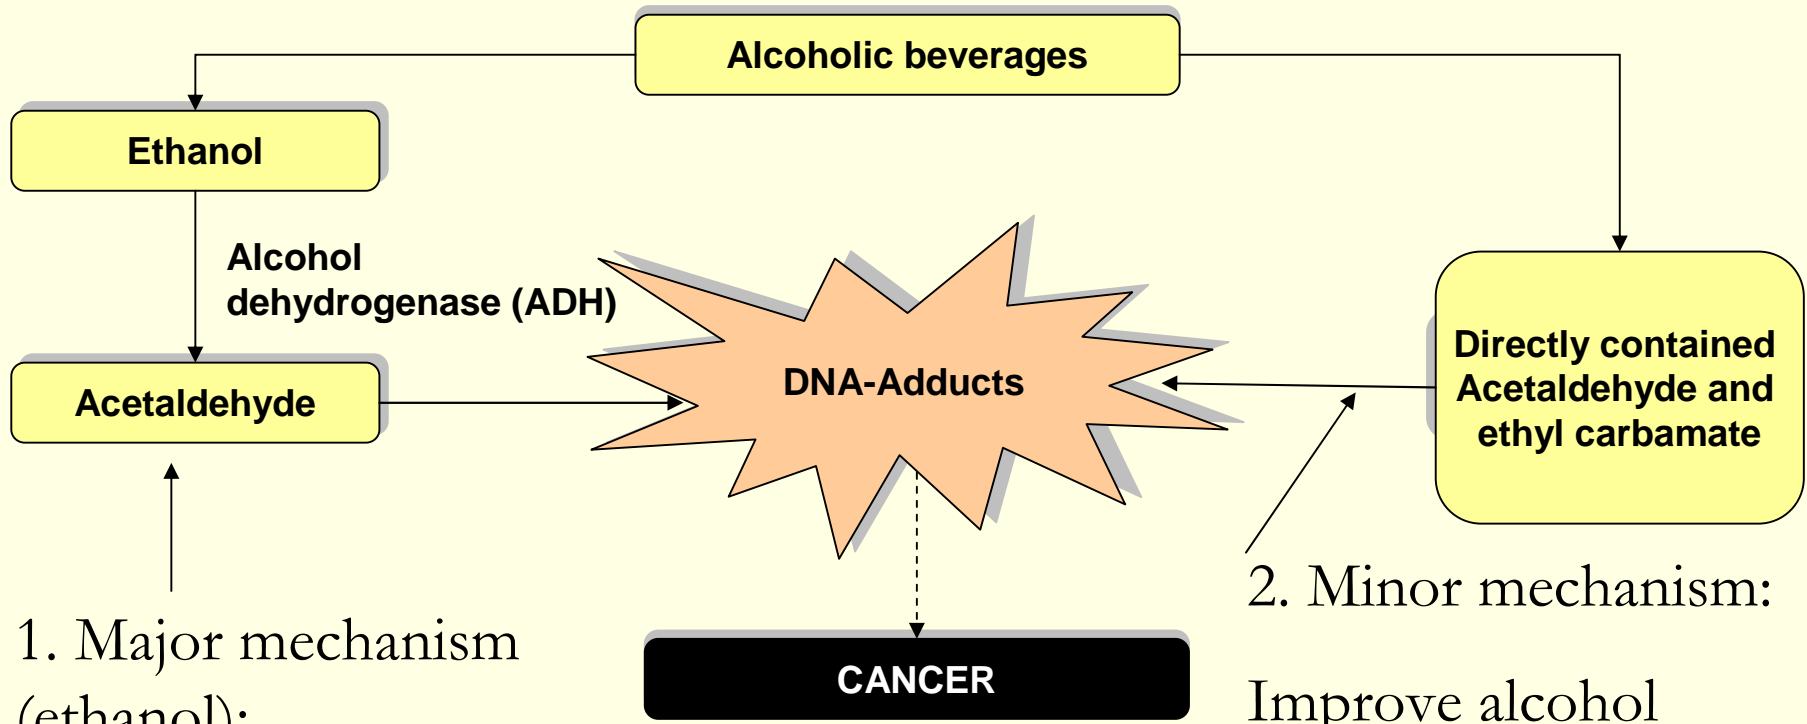 Alcoholic beverages
Ethanol
Alcohol
dehydrogenase (ADH)
Acetaldehyde
DNA-Adducts
Directly contained
Acetaldehyde and
ethyl carbamate
1. Major mechanism
(ethanol):
CANCER
2. Minor mechanism:
Improve alcohol